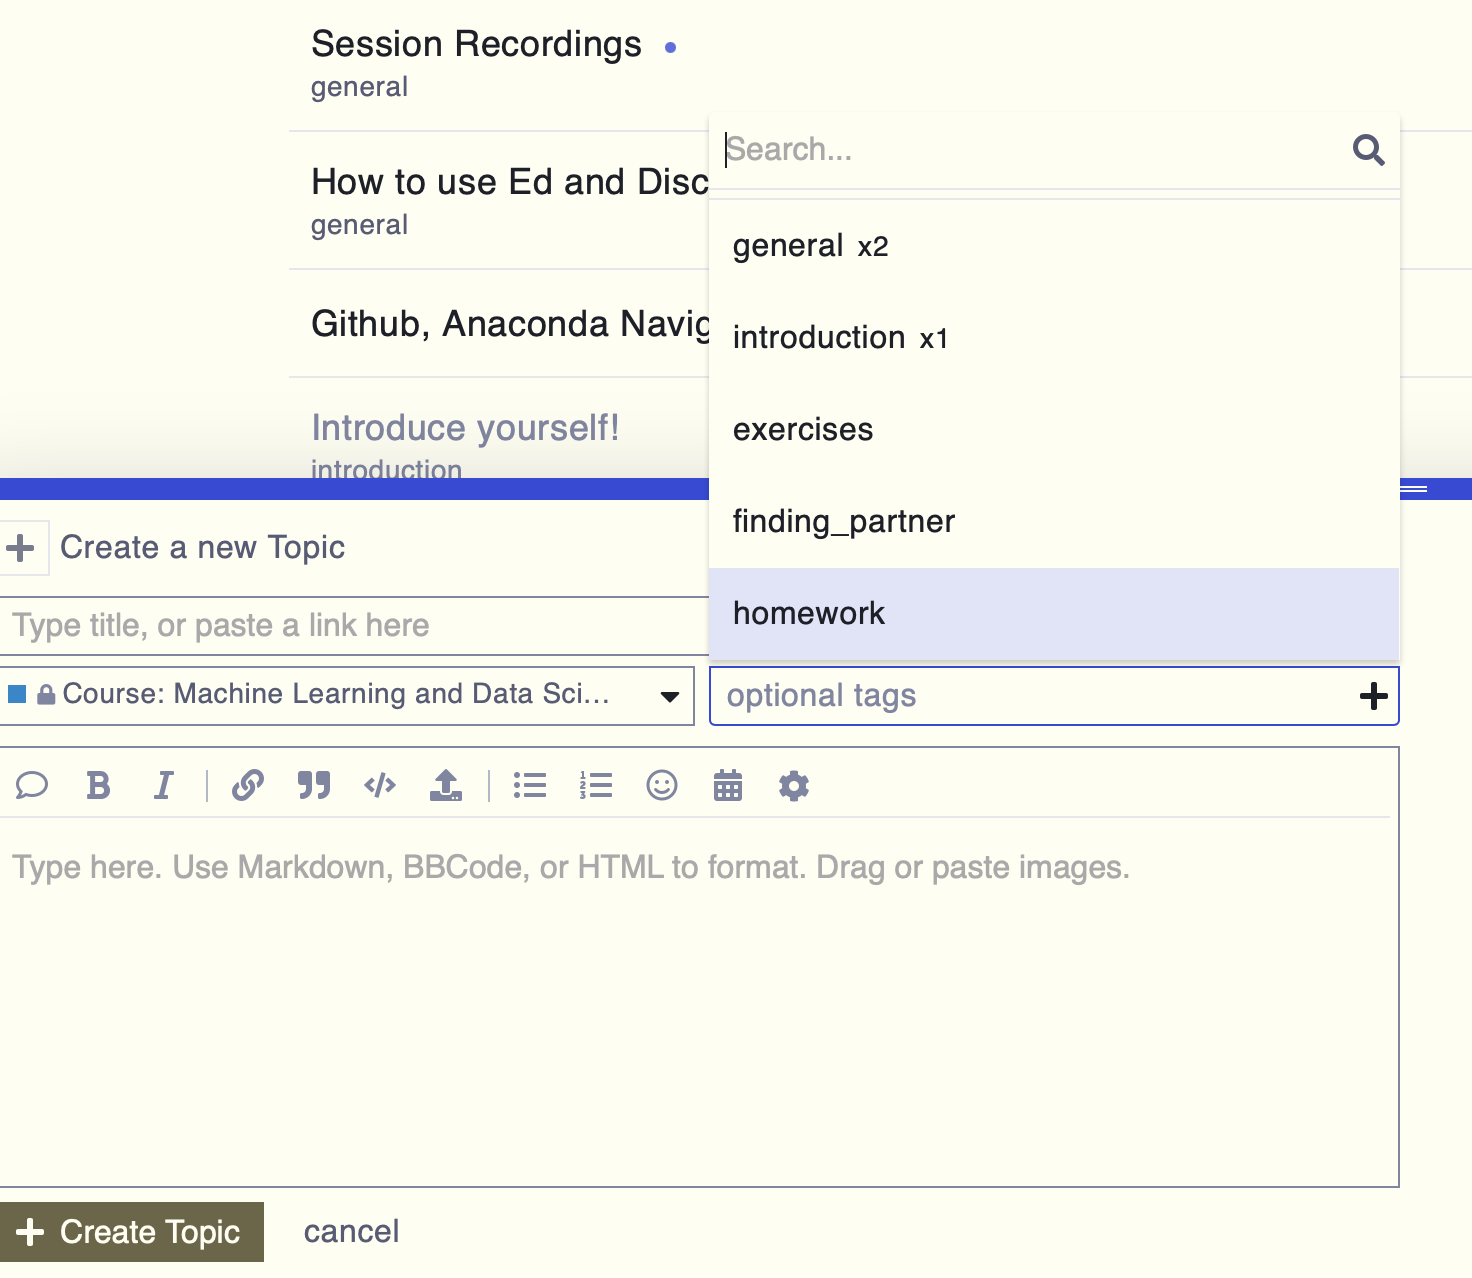 Session Recordings
general
Search...
How to use Ed and Disc
general
general x2
Github, Anaconda Navig
introduction x1
Introduce yourself!
introduction
exercises
finding_partner
homework
Create a new Topic
Type title, or paste a link here
Course: Machine Learning and Data Sci...
optional tags
Type here. Use Markdown, BBCode, or HTML to format. Drag or paste images.
Create Topic
cancel